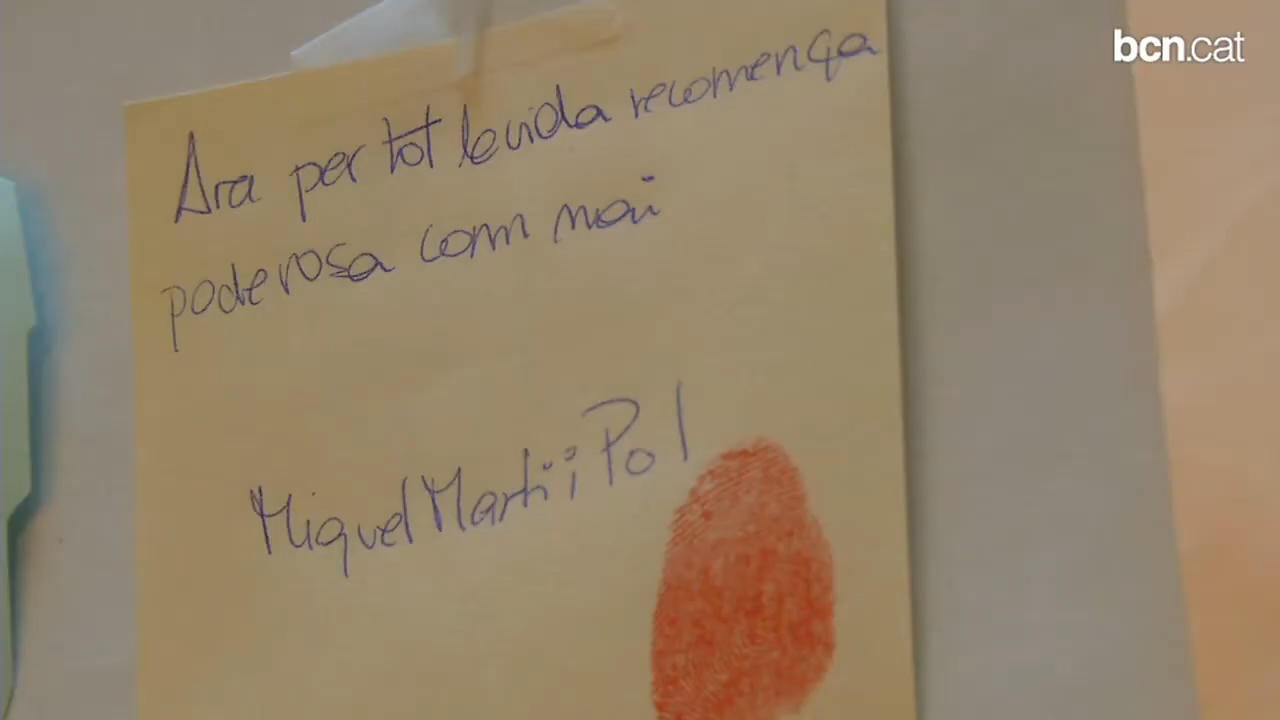 bcn.cat
Ara per tot la vida recomença
poderosa com mai
Miquel Martí i Pol